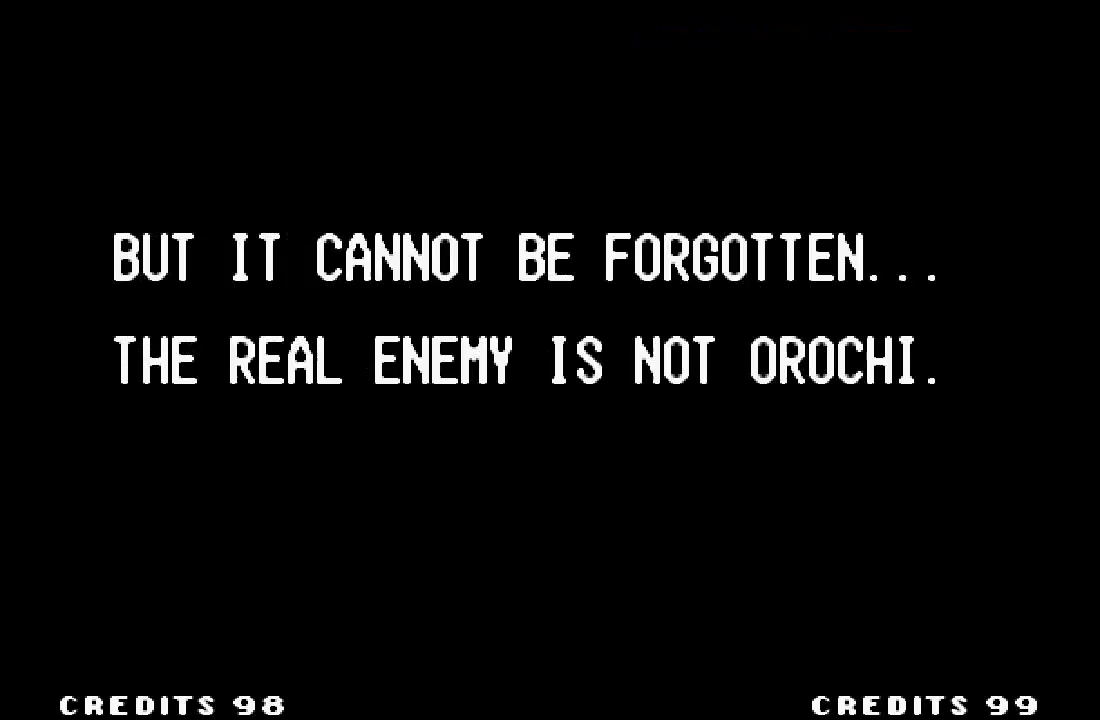 BUT IT CANNOT BE FORGOTTEN...
THE REAL ENEMY IS NOT OROCHI.
CREDITS 98 CREDITS 99